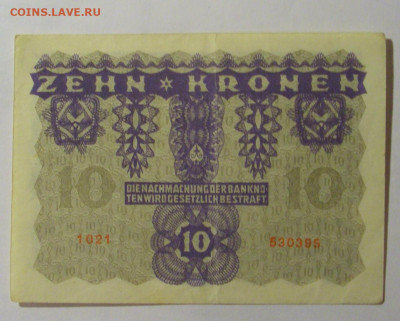 COINS.LAVE.RU
ZEHN ✶ KRONEN
10 10
DIE NACHMACHUNG DER BANKNO-
TEN WIRD GESETZLICH BESTRAFT.
1021 530395
10